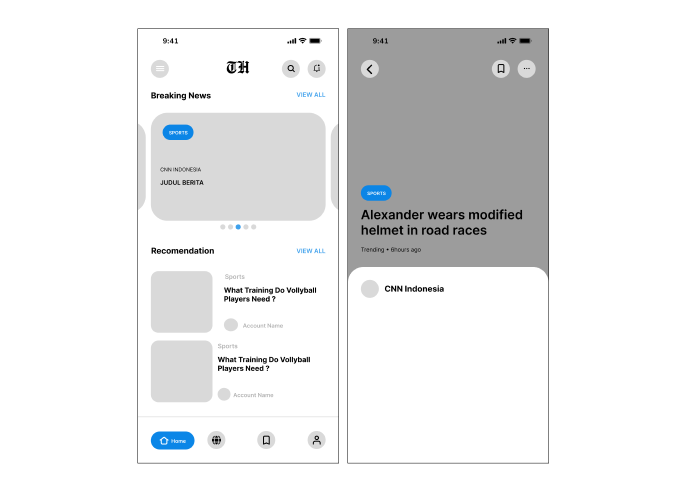 9:41
TH
Breaking News
VIEW ALL
SPORTS
CNN INDONESIA
JUDUL BERITA
Recomendation
VIEW ALL
Sports
What Training Do Vollyball
Players Need ?
Account Name
Sports
What Training Do Vollyball
Players Need ?
Account Name
Home
9:41
SPORTS
Alexander wears modified
helmet in road races
Trending • 6hours ago
CNN Indonesia